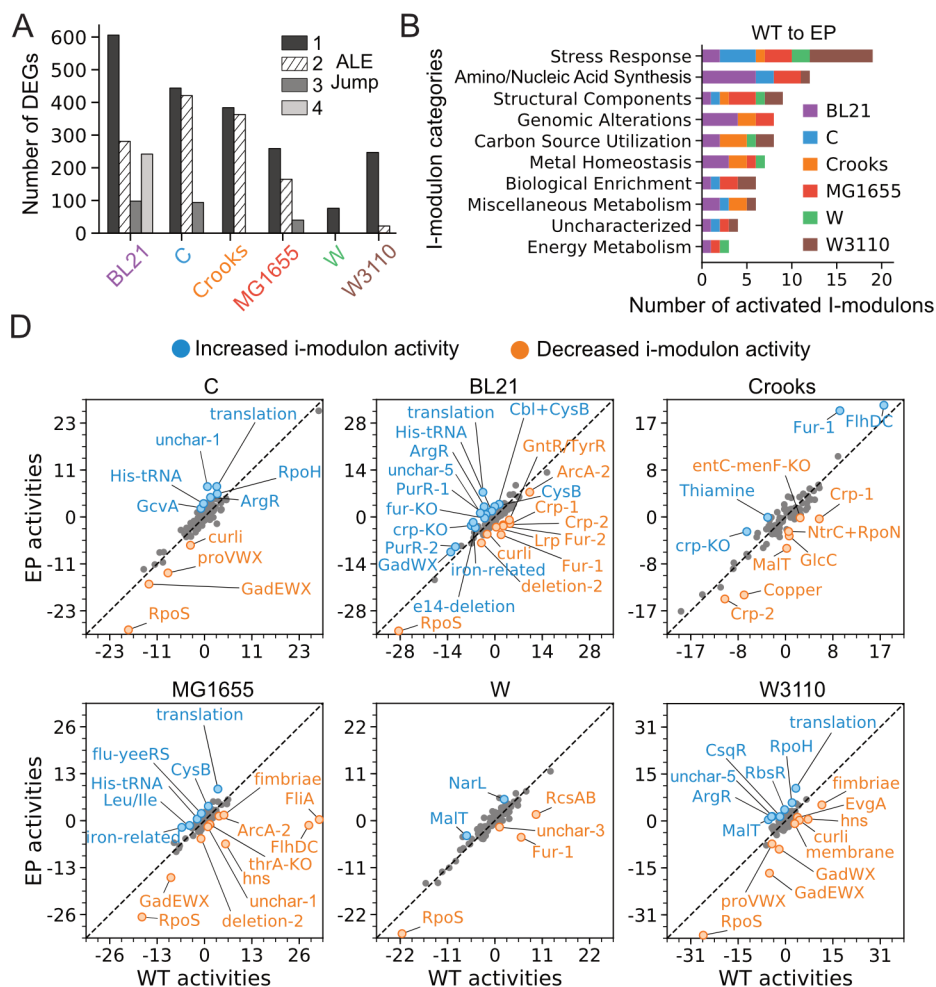 A
Number of DEGs
600
500
400
300
200
100
0
1
2
3
4
ALE
Jump
BL21
C
Crooks
MG1655
W
W3110
B
WT to EP
I-modulon categories
Stress Response
Amino/Nucleic Acid Synthesis
Structural Components
Genomic Alterations
Carbon Source Utilization
Metal Homeostasis
Biological Enrichment
Miscellaneous Metabolism
Uncharacterized
Energy Metabolism
BL21
C
Crooks
MG1655
W
W3110
0 5 10 15 20
Number of activated I-modulons
D
Increased i-modulon activity
Decreased i-modulon activity
C
EP activities
23
11
0
-11
-23
translation
unchar-1
His-tRNA
RpoH
GcvA
ArgR
curli
proVWX
GadEWX
RpoS
-23 -11 0 11 23
BL21
28
14
0
-14
-28
translation
Cbl+CysB
His-tRNA
GntR/TyrR
ArgR
ArcA-2
unchar-5
PurR-1
CysB
fur-KO
Crp-1
crp-KO
Crp-2
PurR-2
Lrp
Fur-2
GadWX
curli
Fur-1
iron-related
deletion-2
e14-deletion
RpoS
-28 -14 0 14 28
Crooks
17
8
0
-8
-17
Fur-1
FlhDC
entC-menF-KO
Thiamine
Crp-1
crp-KO
NtrC+RpoN
MalT
GlcC
Copper
Crp-2
-17 -8 0 8 17
MG1655
EP activities
26
13
0
-13
-26
translation
flu-yeeRS
CysB
His-tRNA
fimbriae
Leu/Ile
FliA
iron-related
ArcA-2
FlhDC
thrA-KO
hns
GadEWX
unchar-1
RpoS
deletion-2
-26 -13 0 13 26
WT activities
W
22
11
0
-11
-22
NarL
RcsAB
MalT
unchar-3
Fur-1
RpoS
-22 -11 0 11 22
WT activities
W3110
31
15
0
-15
-31
translation
CsqR
RpoH
unchar-5
RbsR
fimbriae
ArgR
EvgA
hns
MalT
curli
membrane
GadWX
proVWX
GadEWX
RpoS
-31 -15 0 15 31
WT activities